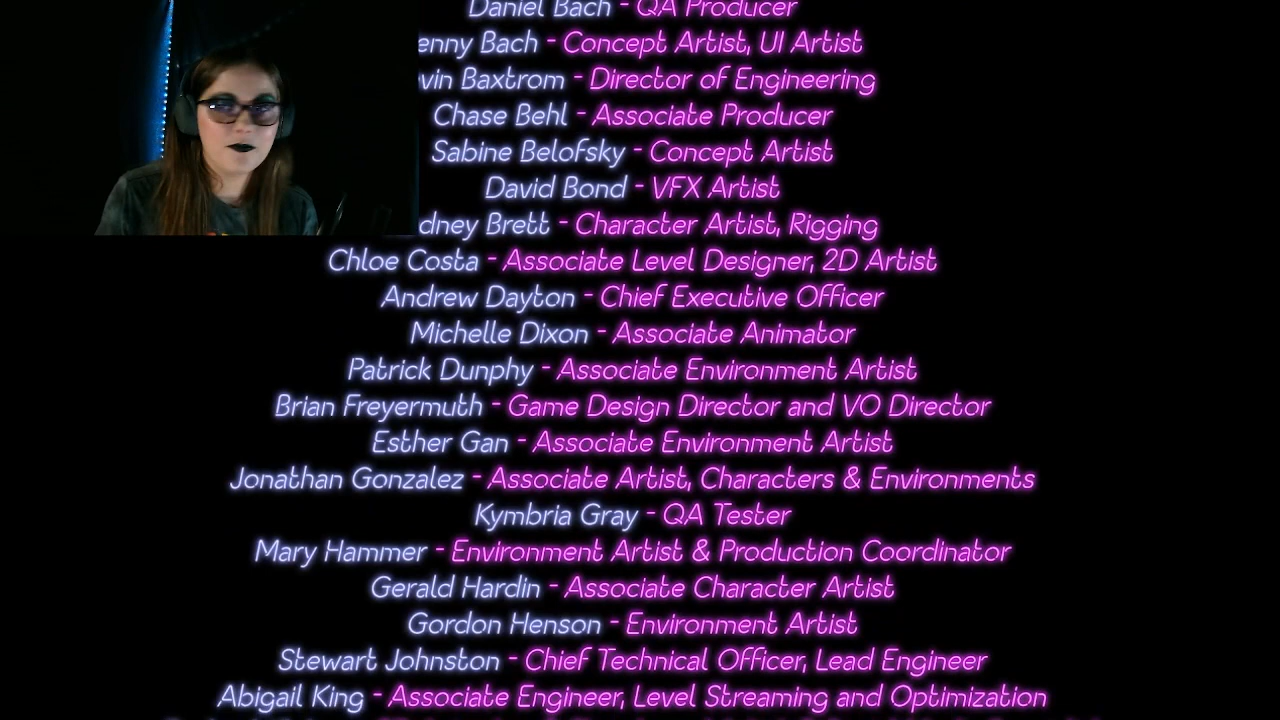 Daniel Bach - QA Producer
enny Bach - Concept Artist, UI Artist
vin Baxtrom - Director of Engineering
Chase Behl - Associate Producer
Sabine Belofsky - Concept Artist
David Bond - VFX Artist
dney Brett - Character Artist, Rigging
Chloe Costa - Associate Level Designer, 2D Artist
Andrew Dayton - Chief Executive Officer
Michelle Dixon - Associate Animator
Patrick Dunphy - Associate Environment Artist
Brian Freyermuth - Game Design Director and VO Director
Esther Gan - Associate Environment Artist
Jonathan Gonzalez - Associate Artist, Characters & Environments
Kymbria Gray - QA Tester
Mary Hammer - Environment Artist & Production Coordinator
Gerald Hardin - Associate Character Artist
Gordon Henson - Environment Artist
Stewart Johnston - Chief Technical Officer, Lead Engineer
Abigail King - Associate Engineer, Level Streaming and Optimization